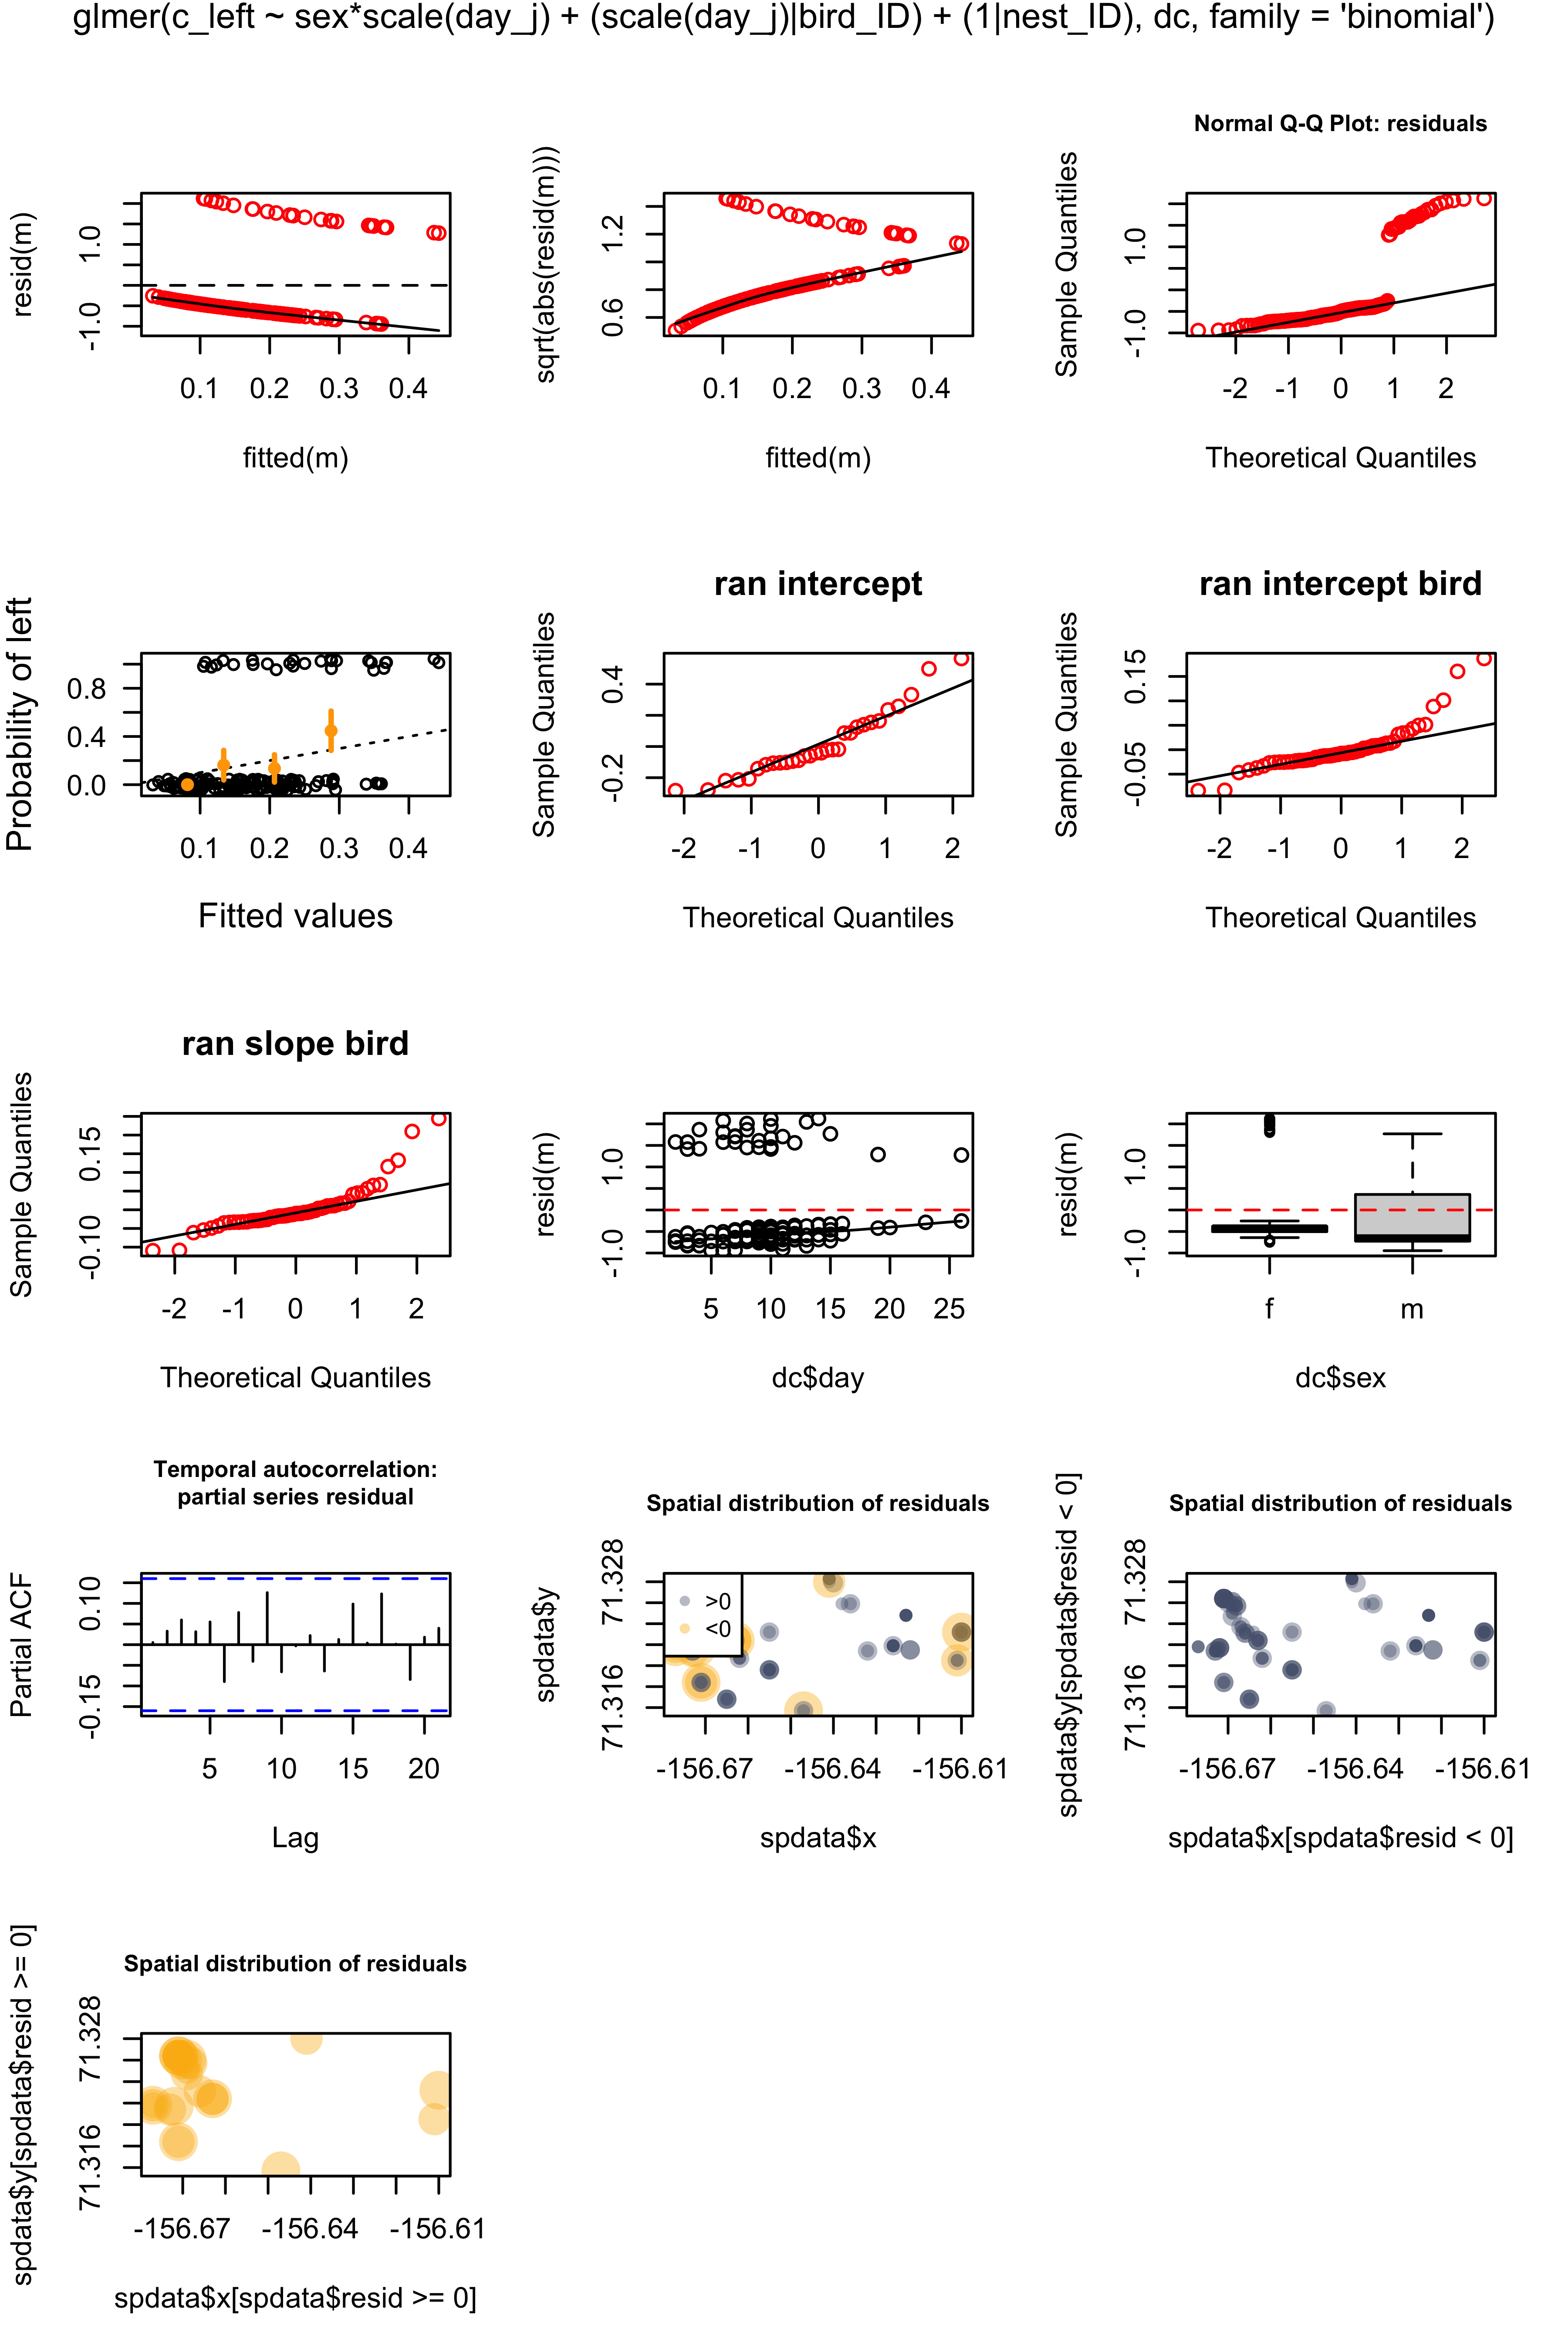 glmer(c_left ~ sex*scale(day_j) + (scale(day_j)|bird_ID) + (1|nest_ID), dc, family = 'binomial')
resid(m)
-1.0 1.0
0.1 0.2 0.3 0.4
fitted(m)
sqrt(abs(resid(m)))
0.6 1.2
0.1 0.2 0.3 0.4
fitted(m)
Normal Q-Q Plot: residuals
Sample Quantiles
-1.0 1.0
-2 -1 0 1 2
Theoretical Quantiles
Probability of left
0.0 0.4 0.8
0.1 0.2 0.3 0.4
Fitted values
ran intercept
Sample Quantiles
-0.2 0.4
-2 -1 0 1 2
Theoretical Quantiles
ran intercept bird
Sample Quantiles
-0.05 0.15
-2 -1 0 1 2
Theoretical Quantiles
ran slope bird
Sample Quantiles
-0.10 0.15
-2 -1 0 1 2
Theoretical Quantiles
resid(m)
-1.0 1.0
5 10 15 20 25
dc$day
resid(m)
-1.0 1.0
f m
dc$sex
Temporal autocorrelation:
partial series residual
Partial ACF
-0.15 0.10
5 10 15 20
Lag
Spatial distribution of residuals
spdata$y
71.316 71.328
>0
<0
-156.67 -156.64 -156.61
spdata$x
Spatial distribution of residuals
spdata$y[spdata$resid < 0]
71.316 71.328
-156.67 -156.64 -156.61
spdata$x[spdata$resid < 0]
Spatial distribution of residuals
spdata$y[spdata$resid >= 0]
71.316 71.328
-156.67 -156.64 -156.61
spdata$x[spdata$resid >= 0]